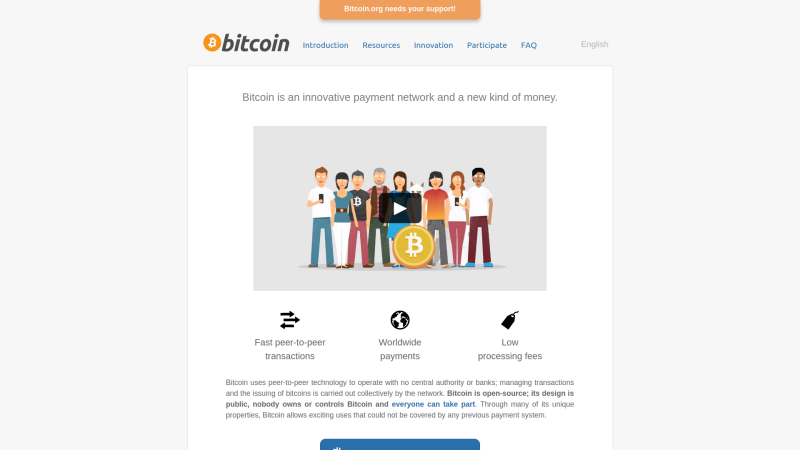 Bitcoin.org needs your support!
bitcoin
Introduction Resources Innovation Participate FAQ English
Bitcoin is an innovative payment network and a new kind of money.
Fast peer-to-peer transactions
Worldwide payments
Low processing fees
Bitcoin uses peer-to-peer technology to operate with no central authority or banks; managing transactions
and the issuing of bitcoins is carried out collectively by the network. Bitcoin is open-source; its design is
public, nobody owns or controls Bitcoin and everyone can take part. Through many of its unique
properties, Bitcoin allows exciting uses that could not be covered by any previous payment system.